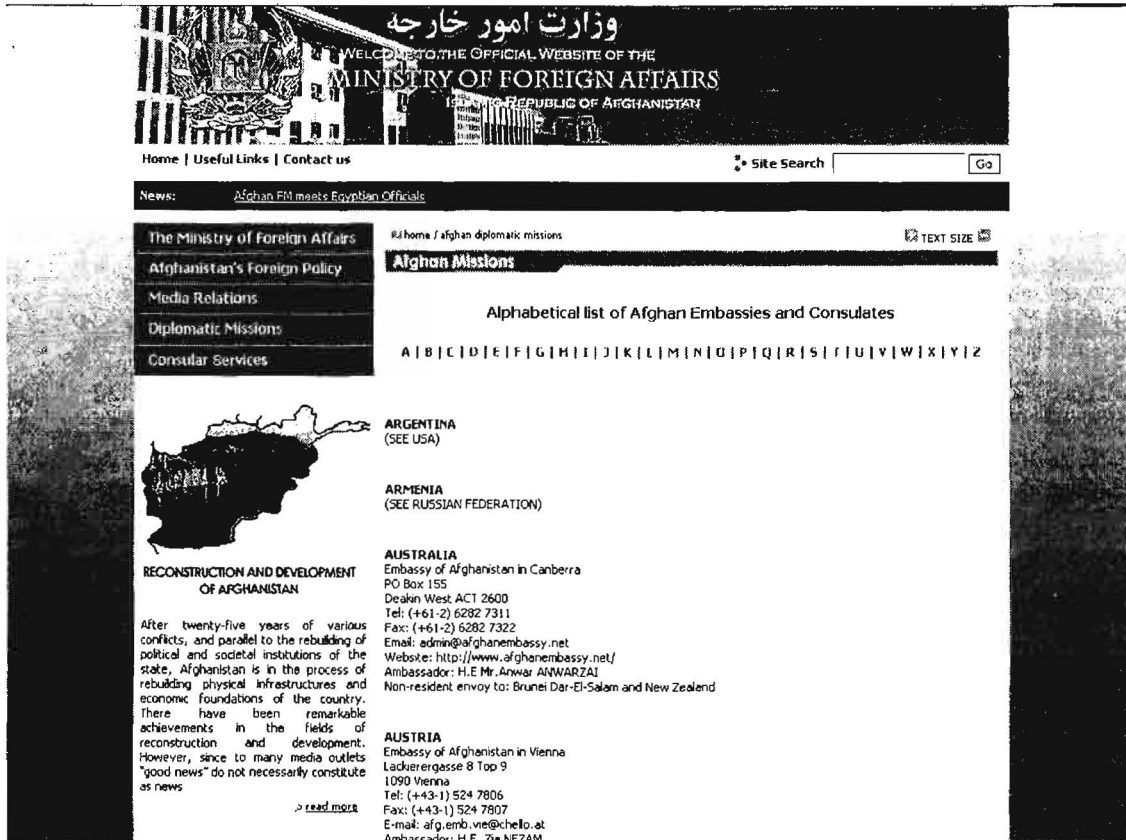 وزارت امور خارجه
WELCOME TO THE OFFICIAL WEBSITE OF THE
MINISTRY OF FOREIGN AFFAIRS
ISLAMIC REPUBLIC OF AFGHANISTAN
Home | Useful Links | Contact us
Site Search
Go
News: Afghan FM meets Egyptian Officials
The Ministry of Foreign Affairs
Afghanistan's Foreign Policy
Media Relations
Diplomatic Missions
Consular Services
home / afghan diplomatic missions
TEXT SIZE
Afghan Missions
Alphabetical list of Afghan Embassies and Consulates
A | B | C | D | E | F | G | H | I | J | K | L | M | N | O | P | Q | R | S | T | U | V | W | X | Y | Z
RECONSTRUCTION AND DEVELOPMENT
OF AFGHANISTAN
After twenty-five years of various
conflicts, and parallel to the rebuilding of
political and societal institutions of the
state, Afghanistan is in the process of
rebuilding physical infrastructures and
economic foundations of the country.
There have been remarkable
achievements in the fields of
reconstruction and development.
However, since to many media outlets
"good news" do not necessarily constitute
as news
read more
ARGENTINA
(SEE USA)
ARMENIA
(SEE RUSSIAN FEDERATION)
AUSTRALIA
Embassy of Afghanistan in Canberra
PO Box 155
Deakin West ACT 2600
Tel: (+61-2) 6282 7311
Fax: (+61-2) 6282 7322
Email: admin@afghanembassy.net
Website: http://www.afghanembassy.net/
Ambassador: H.E Mr.Anwar ANWARZAI
Non-resident envoy to: Brunei Dar-El-Salam and New Zealand
AUSTRIA
Embassy of Afghanistan in Vienna
Lackierergasse 8 Top 9
1090 Vienna
Tel: (+43-1) 524 7806
Fax: (+43-1) 524 7807
E-mail: afg.emb.vie@chello.at
Ambassador: H.E. Zia NEZAM